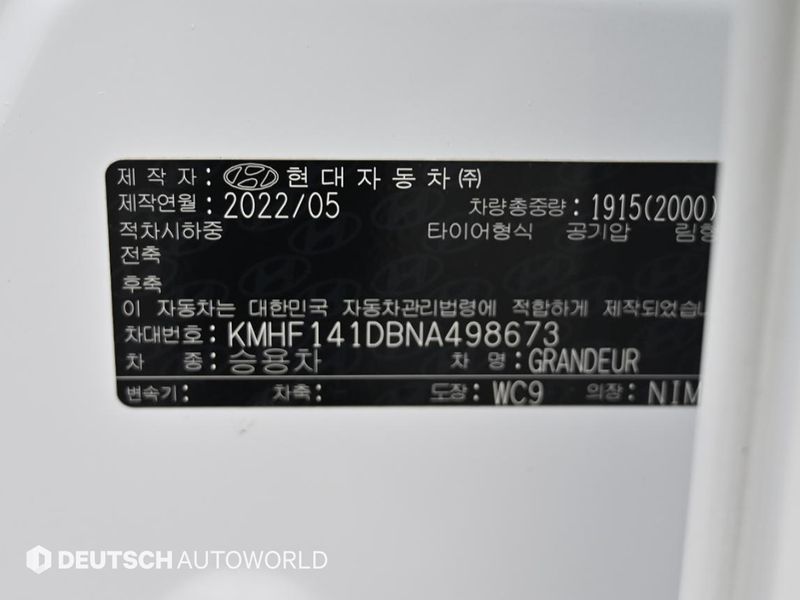 제 작 자 : 현대자동차㈜
제작연월 : 2022/05 차량총중량 : 1915(2000)
적차시하중 타이어형식 공기압 림형
전축
후축
이 자동차는 대한민국 자동차관리법령에 적합하게 제작되었습니
차대번호: KMHF141DBNA498673
차 종: 승용차 차 명: GRANDEUR
변속기: 차축: 도장: WC9 의장: NIM
DEUTSCH AUTOWORLD